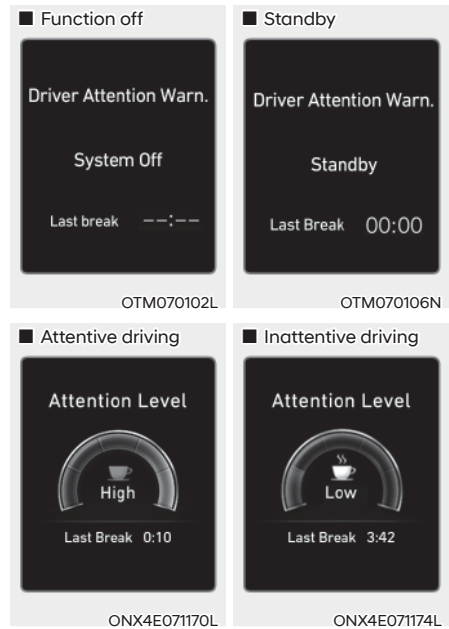 ■ Function off
Driver Attention Warn.
System Off
Last break --:--
OTM070102L
■ Standby
Driver Attention Warn.
Standby
Last Break 00:00
OTM070106N
■ Attentive driving
Attention Level
High
Last Break 0:10
ONX4E071170L
■ Inattentive driving
Attention Level
Low
Last Break 3:42
ONX4E071174L